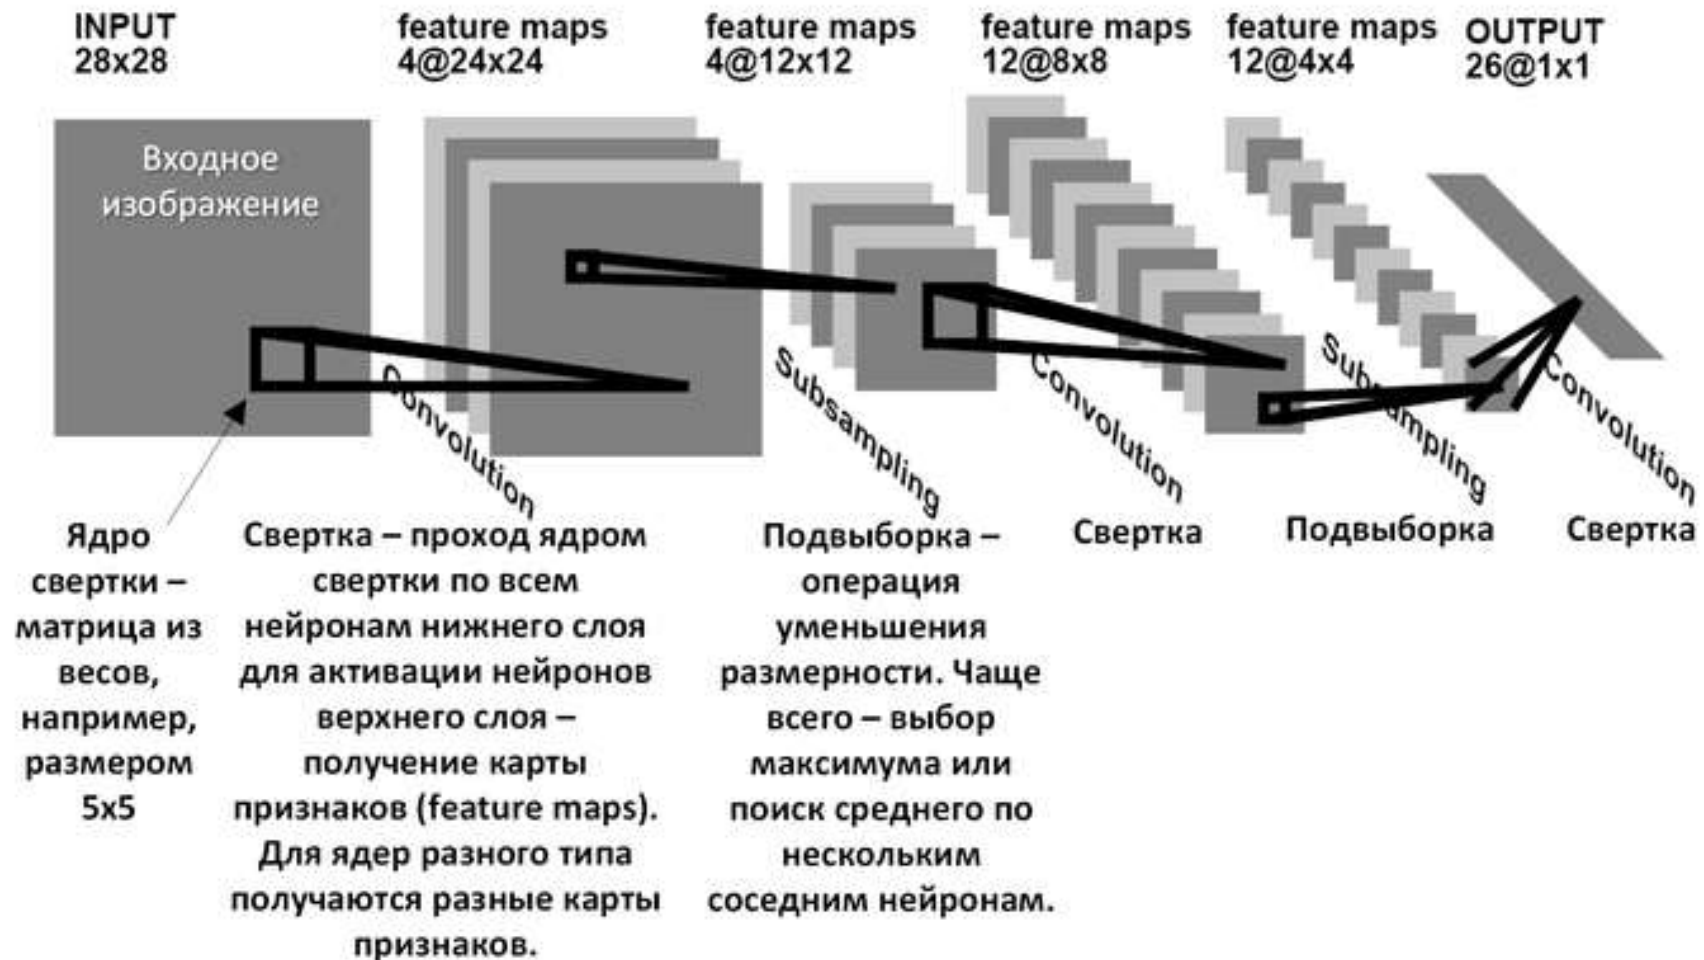 INPUT
28x28
feature maps
4@24x24
feature maps
4@12x12
feature maps
12@8x8
feature maps
12@4x4
OUTPUT
26@1x1
Входное
изображение
Convolution
Subsampling
Convolution
Subsampling
Convolution
Ядро
свертки –
матрица из
весов,
например,
размером
5x5
Свертка – проход ядром
свертки по всем
нейронам нижнего слоя
для активации нейронов
верхнего слоя –
получение карты
признаков (feature maps).
Для ядер разного типа
получаются разные карты
признаков.
Подвыборка –
операция
уменьшения
размерности. Чаще
всего – выбор
максимума или
поиск среднего по
нескольким
соседним нейронам.
Свертка
Подвыборка
Свертка